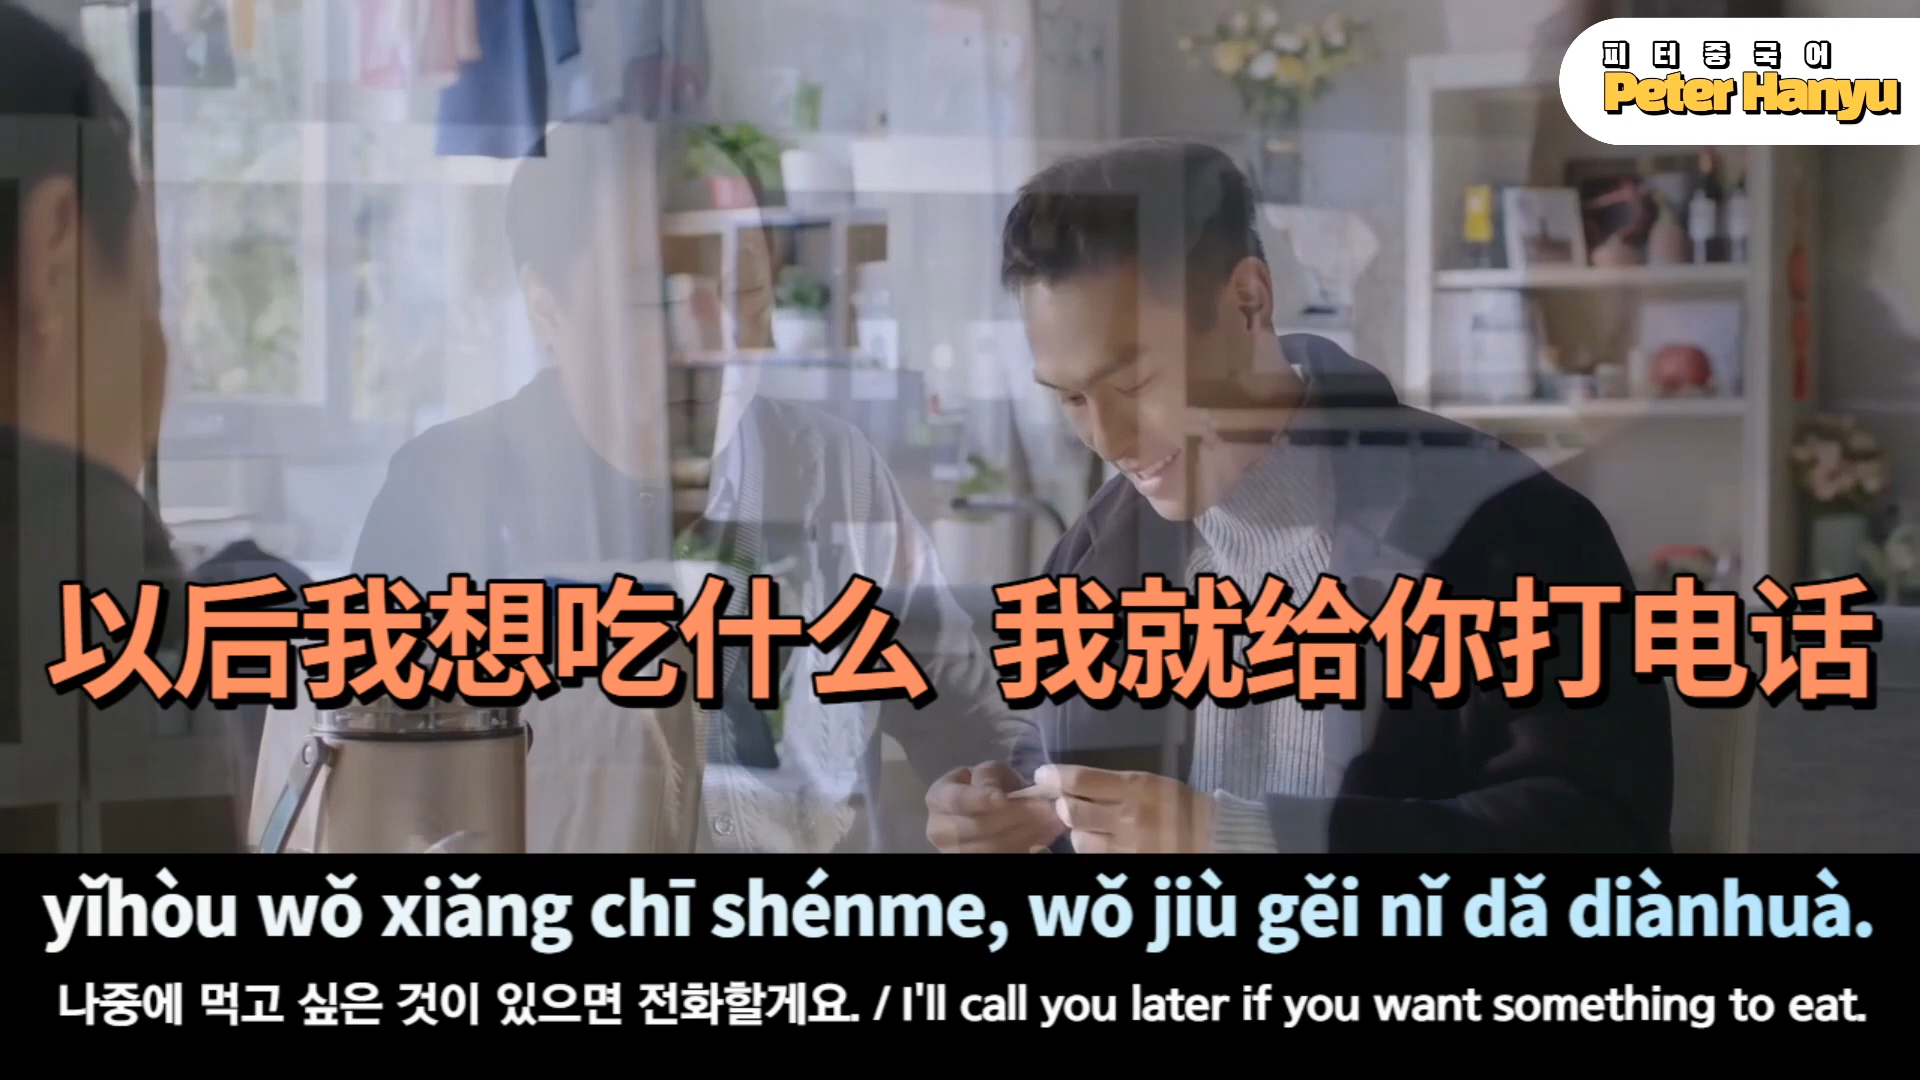 피터중국어
Peter Hanyu
以后我想吃什么 我就给你打电话
yǐhòu wǒ xiǎng chī shénme, wǒ jiù gěi nǐ dǎ diànhuà.
나중에 먹고 싶은 것이 있으면 전화할게요. / I'll call you later if you want something to eat.